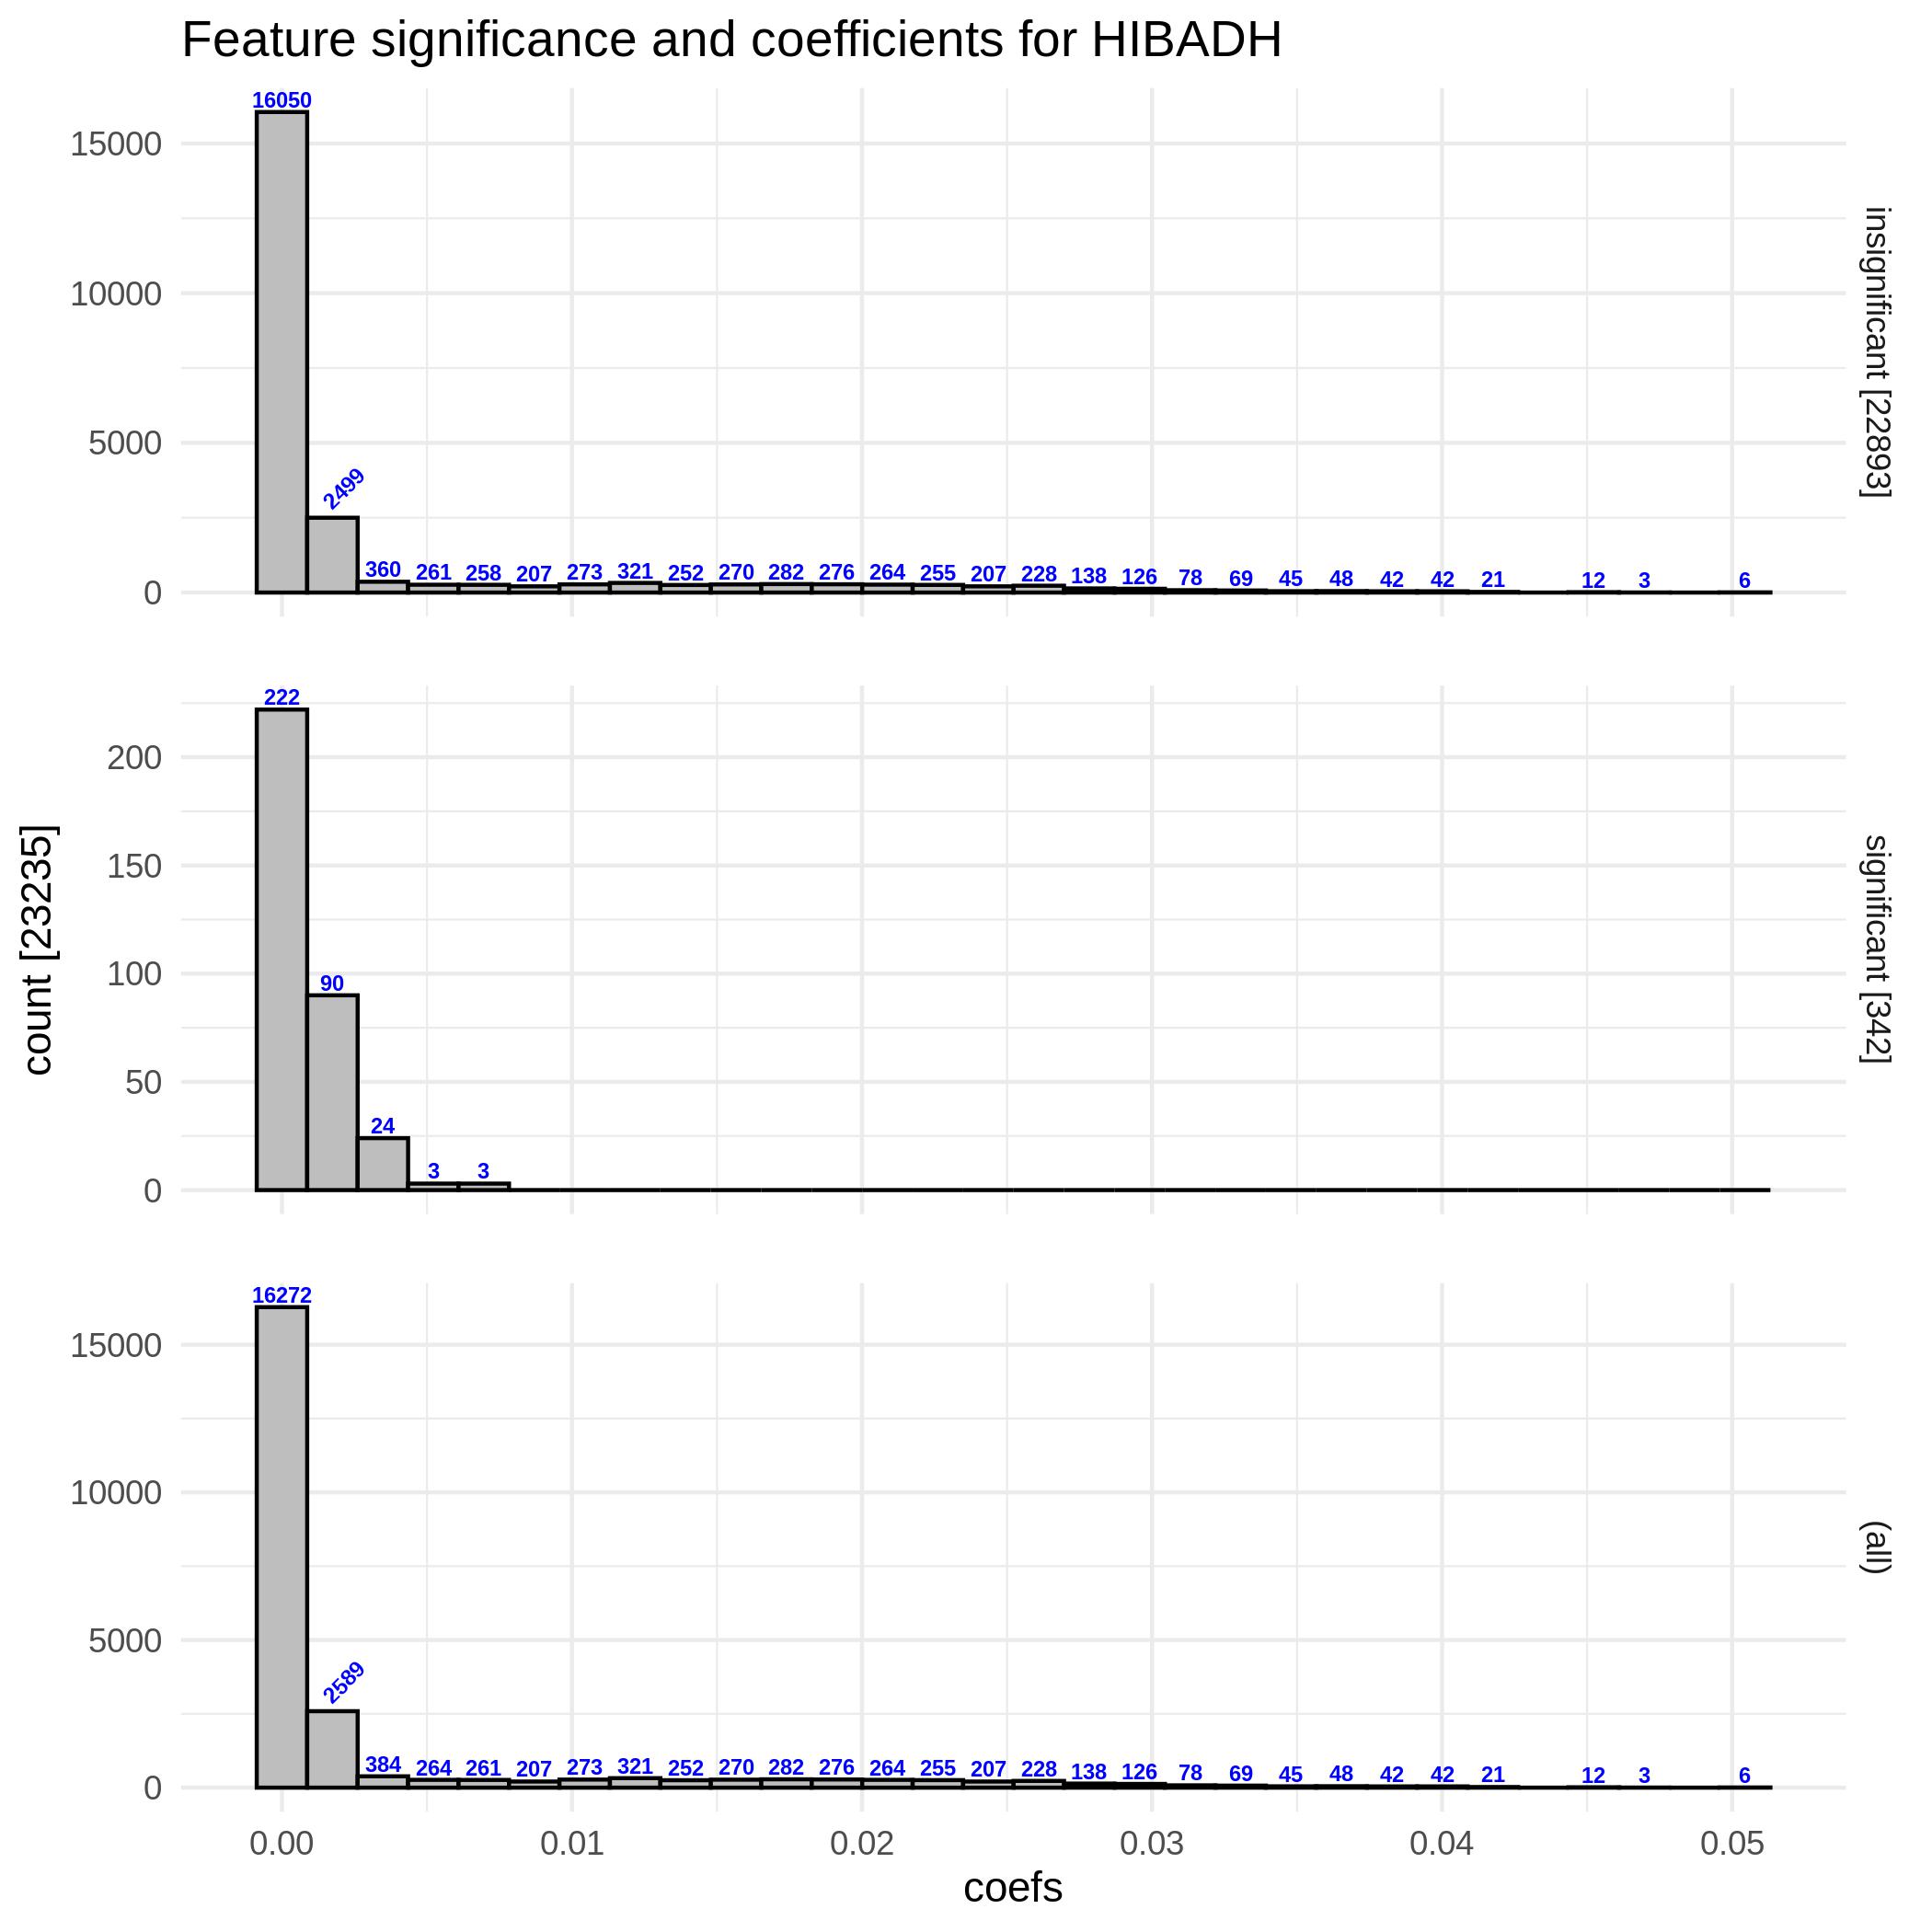 Feature significance and coefficients for HIBADH
16050
15000
10000
5000
0
2499
360 261 258 207 273 321 252 270 282 276 264 255 207 228 138 126 78 69 45 48 42 42 21 12 3 6
insignificant [22893]
222
200
150
100
50
0
90
24
3 3
significant [342]
count [23235]
16272
15000
10000
5000
0
2589
384 264 261 207 273 321 252 270 282 276 264 255 207 228 138 126 78 69 45 48 42 42 21 12 3 6
(all)
0.00 0.01 0.02 0.03 0.04 0.05
coefs